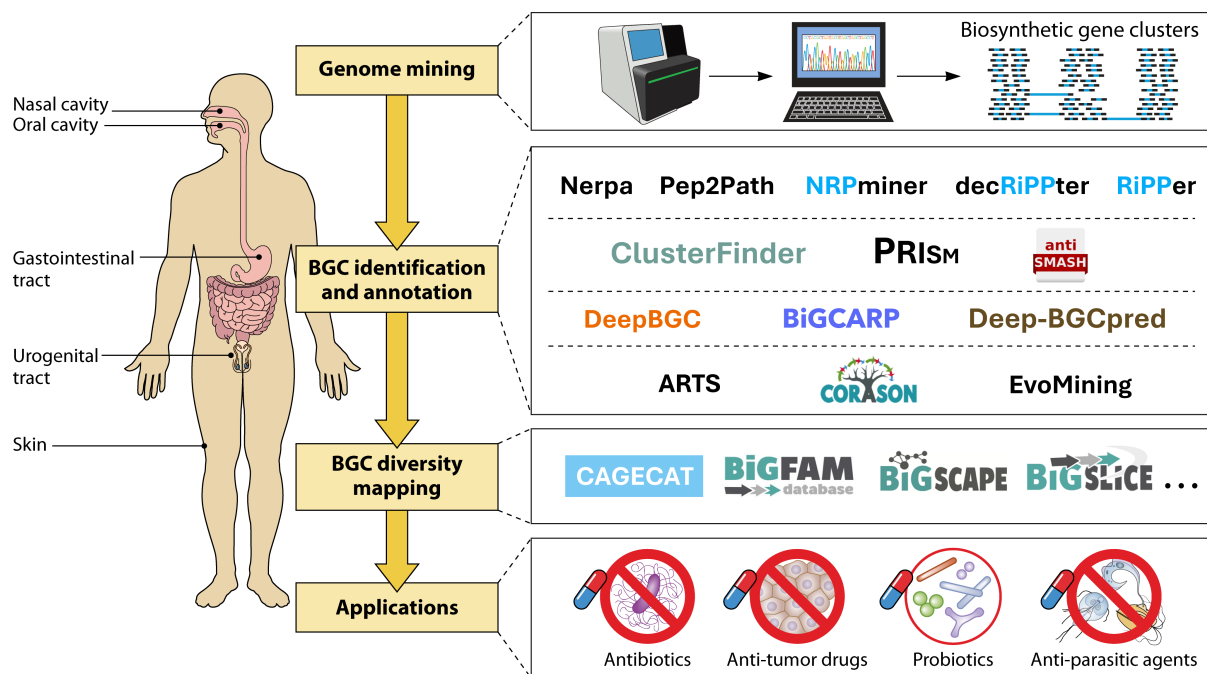 Genome mining
Biosynthetic gene clusters
Nasal cavity
Oral cavity
Nerpa Pep2Path NRPminer decRiPPter RiPPer
Gastointestinal
tract
BGC identification
and annotation
ClusterFinder PRISM anti
SMASH
DeepBGC BiGCARP Deep-BGCpred
Urogenital
tract
ARTS CORASON EvoMining
Skin
BGC diversity
mapping
CAGECAT BiGFAM
database
BiGSCAPE BiGSLiCE ...
Applications
Antibiotics Anti-tumor drugs Probiotics Anti-parasitic agents